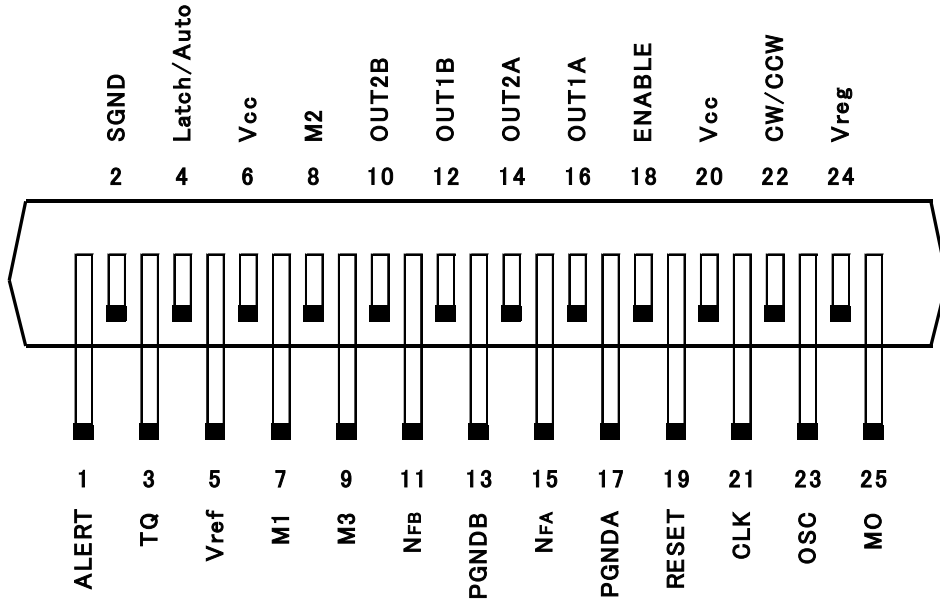 SGND Latch/Auto Vcc M2 OUT2B OUT1B OUT2A OUT1A ENABLE Vcc CW/CCW Vreg
2 4 6 8 10 12 14 16 18 20 22 24
1 3 5 7 9 11 13 15 17 19 21 23 25
ALERT TQ Vref M1 M3 NFB PGNDB NFA PGNDA RESET CLK OSC MO